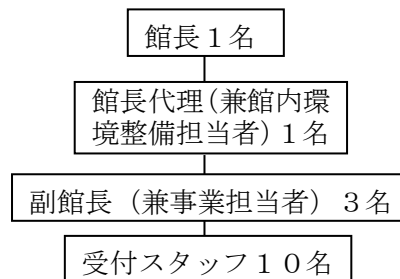 館長１名
館長代理（兼館内環
境整備担当者）１名
副館長（兼事業担当者）３名
受付スタッフ１０名